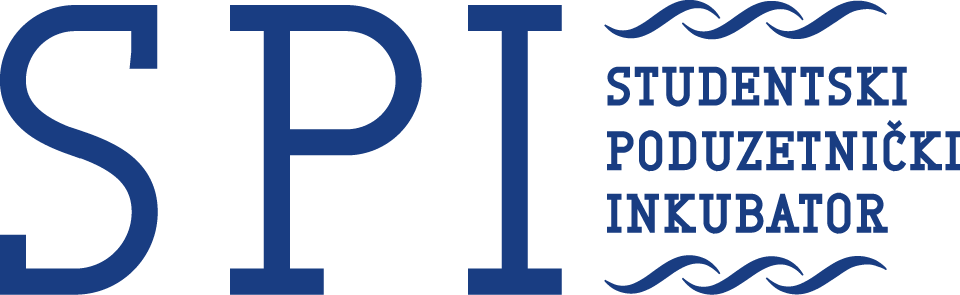 SPI
STUDENTSKI
PODUZETNIČKI
INKUBATOR